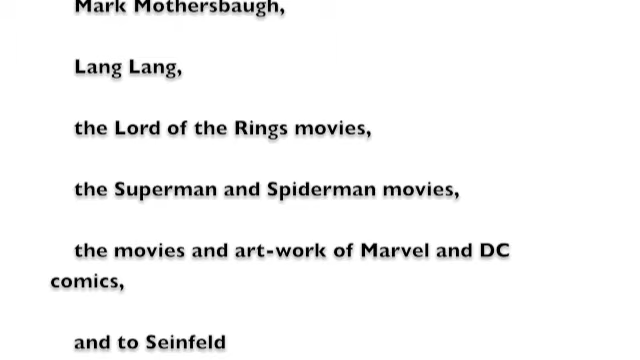 Mark Mothersbaugh,
Lang Lang,
the Lord of the Rings movies,
the Superman and Spiderman movies,
the movies and art-work of Marvel and DC
comics,
and to Seinfeld